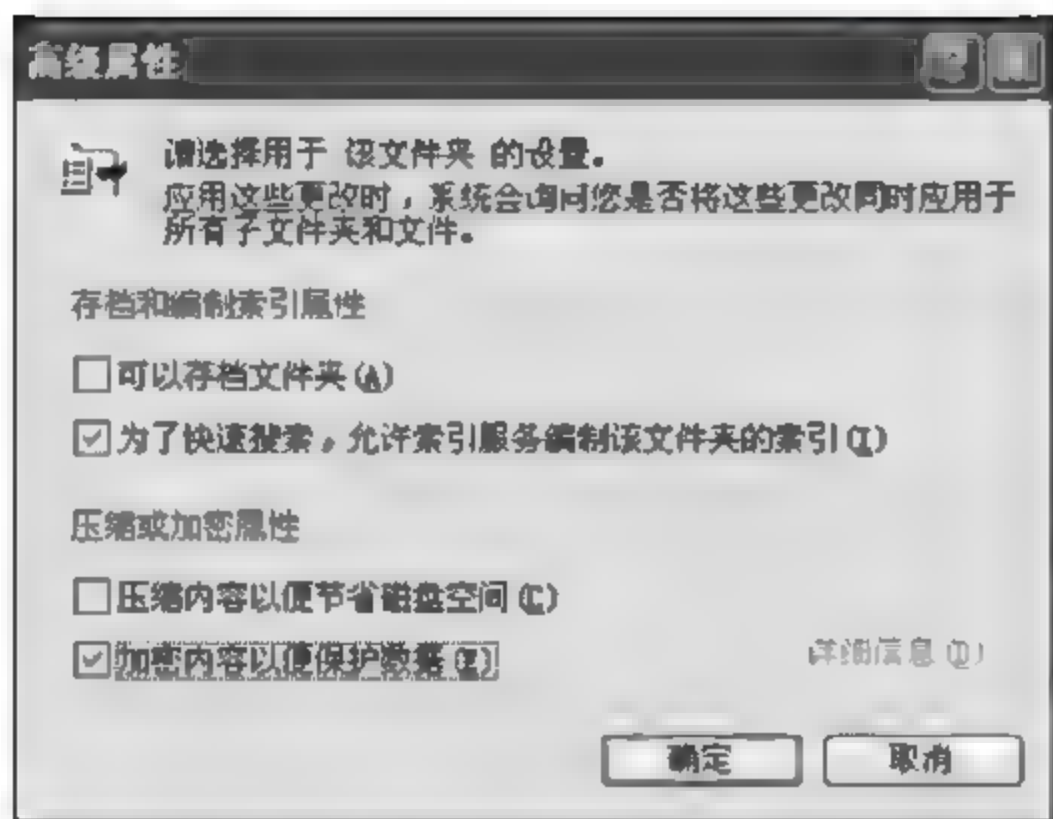 高级属性
请选择用于 该文件夹 的设置。
应用这些更改时，系统会询问您是否将这些更改同时应用于
所有子文件夹和文件。
存档和编制索引属性
可以存档文件夹(A)
为了快速搜索，允许索引服务编制该文件夹的索引(I)
压缩或加密属性
压缩内容以便节省磁盘空间(C)
加密内容以便保护数据(E)
详细信息(D)
确定
取消